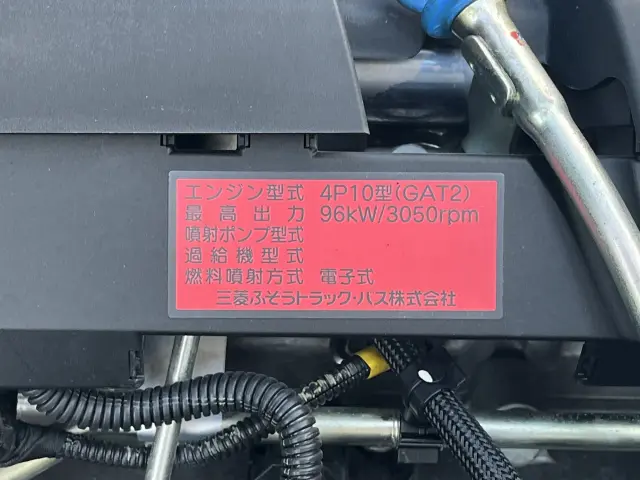 エンジン型式 4P10型(GAT2)
最高出力 96kW/3050rpm
噴射ポンプ型式
過給機型式
燃料噴射方式 電子式
三菱ふそうトラック・バス株式会社